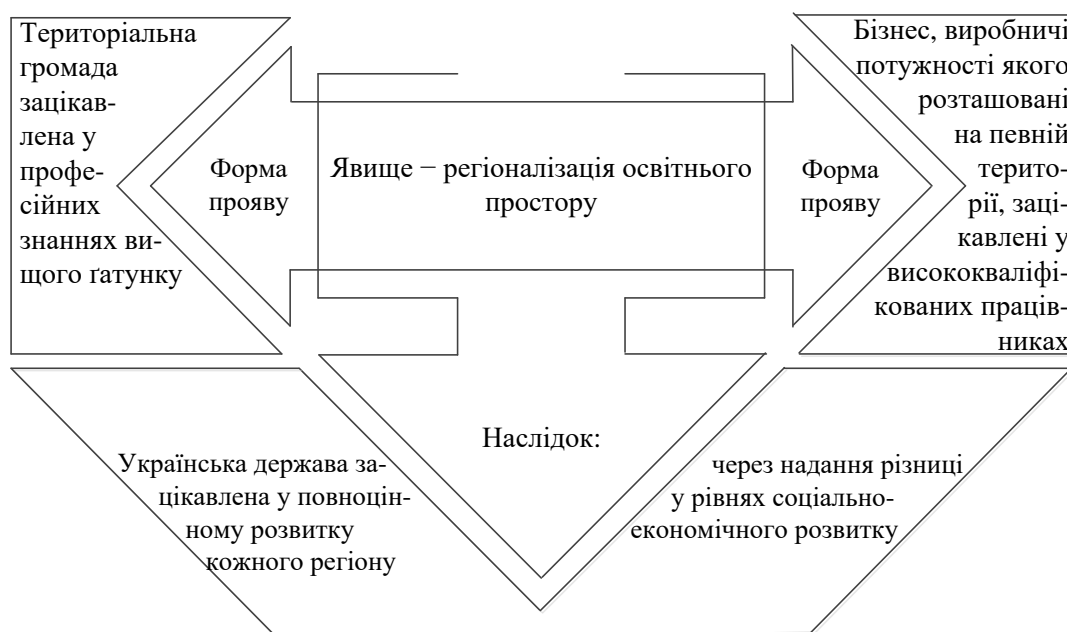 Територіальна
громада
зацікав-
лена у
профе-
сійних
знаннях ви-
щого ґатунку
Форма
прояву
Явище − регіоналізація освітнього
простору
Форма
прояву
Бізнес, виробничі
потужності якого
розташовані
на певній
терито-
рії, заці-
кавлені у
висококваліфі-
кованих праців-
никах
Наслідок:
Українська держава за-
цікавлена у повноцін-
ному розвитку
кожного регіону
через надання різниці
у рівнях соціально-
економічного розвитку